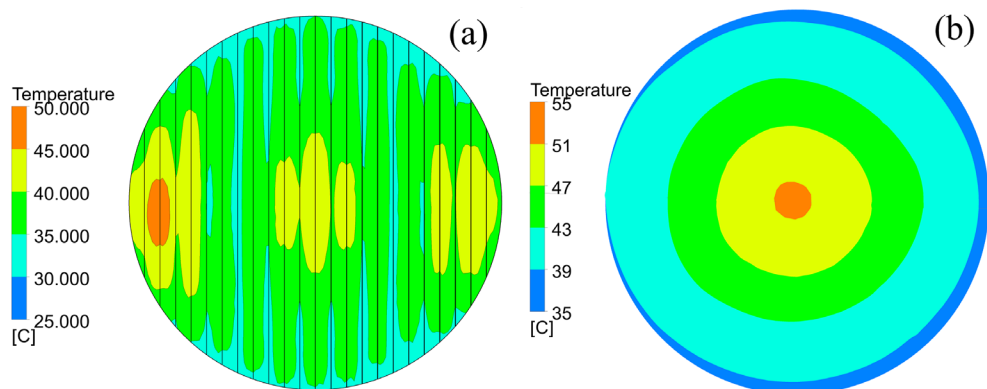 (a)
Temperature
50.000
45.000
40.000
35.000
30.000
25.000
[C]
(b)
Temperature
55
51
47
43
39
35
[C]